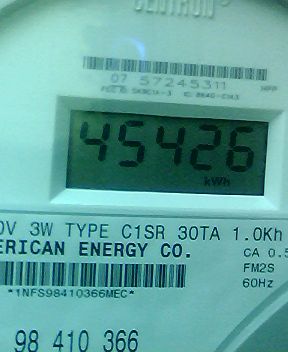 CENTRON
07 57245311
45426
kWh
0V 3W TYPE C1SR 30TA 1.0Kh
ERICAN ENERGY CO.
CA 0.5
FM2S
60Hz
*1NFS98410366MEC*
98 410 366